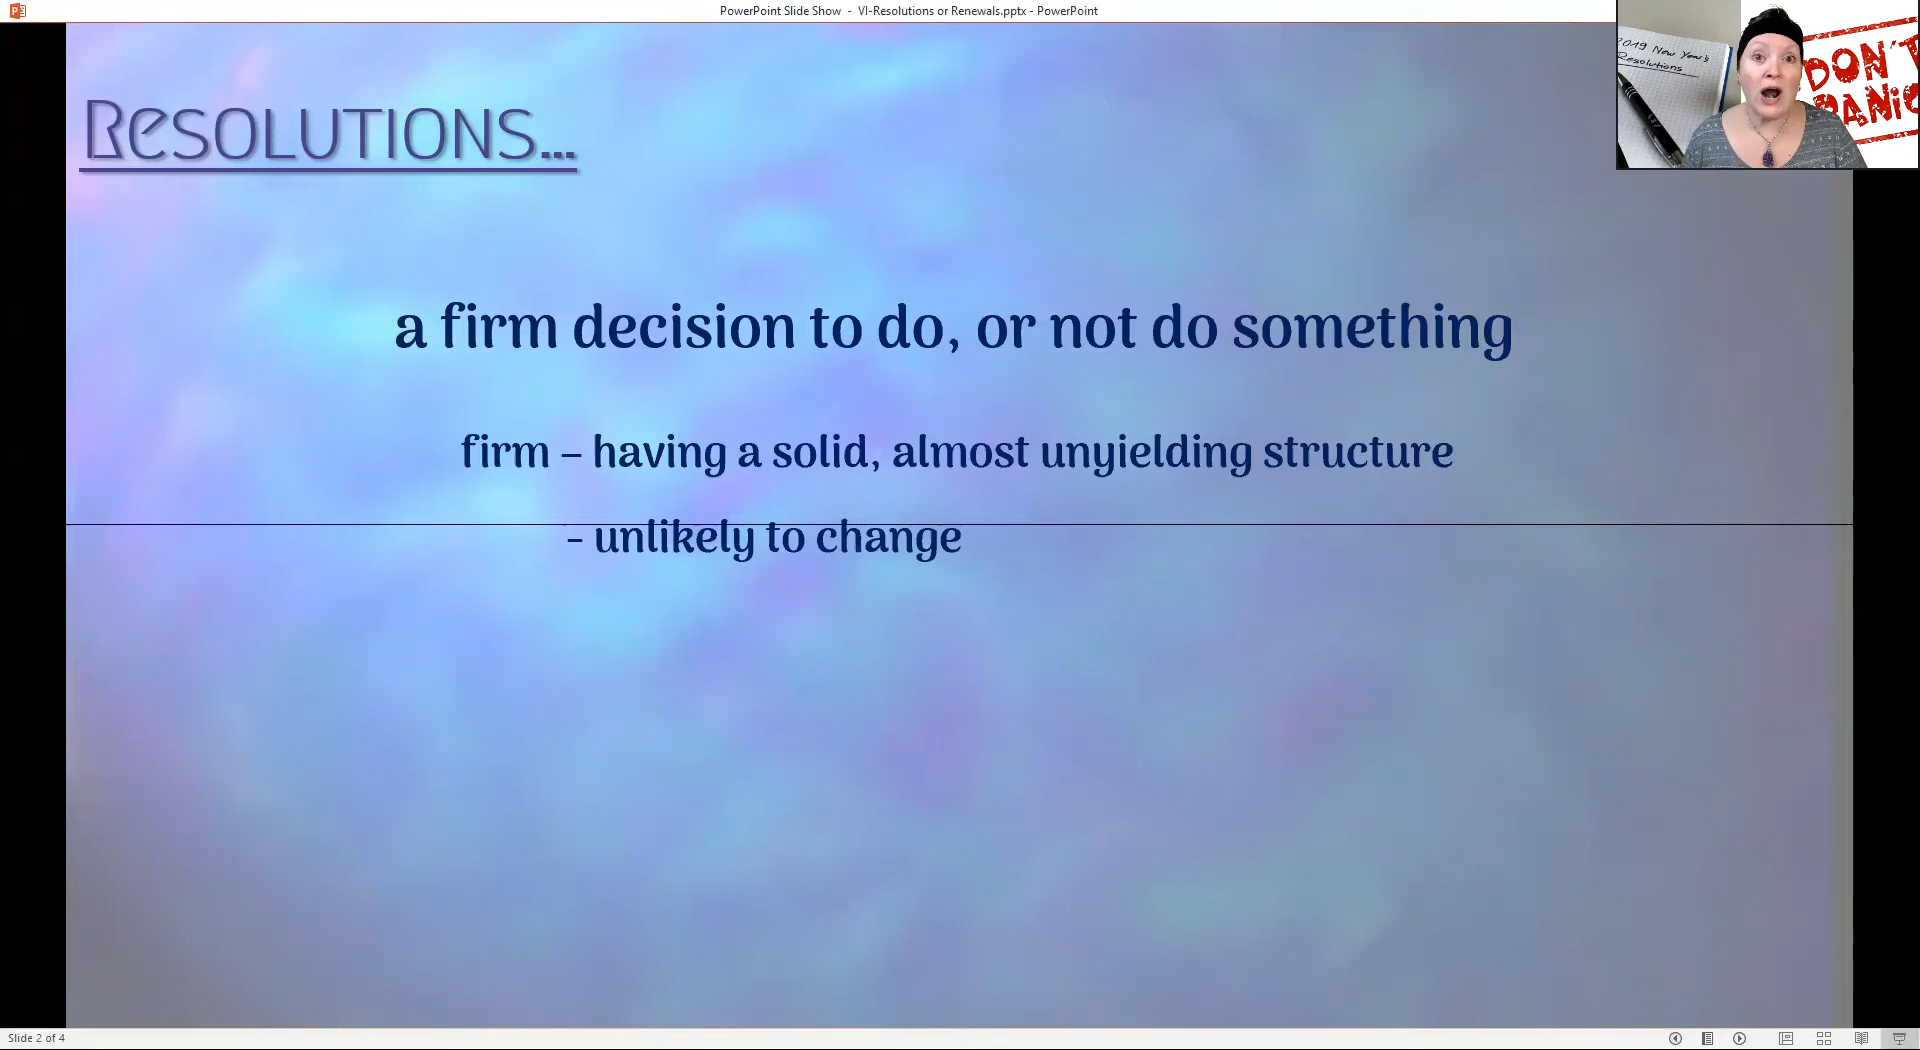 PowerPoint Slide Show - VI-Resolutions or Renewals.pptx - PowerPoint
2019 New Year's
Resolutions
DON'T
PANIC
Resolutions...
a firm decision to do, or not do something
firm – having a solid, almost unyielding structure
- unlikely to change
Slide 2 of 4